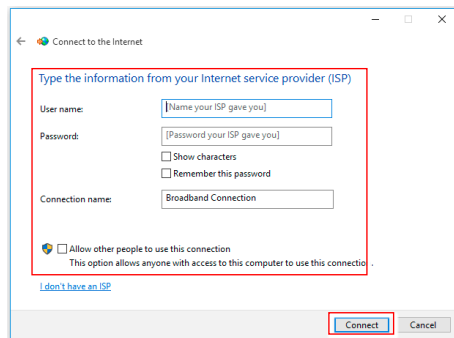 Connect to the Internet
Type the information from your Internet service provider (ISP)
User name: [Name your ISP gave you]
Password: [Password your ISP gave you]
Show characters
Remember this password
Connection name: Broadband Connection
Allow other people to use this connection
This option allows anyone with access to this computer to use this connectio .
I don't have an ISP
Connect Cancel